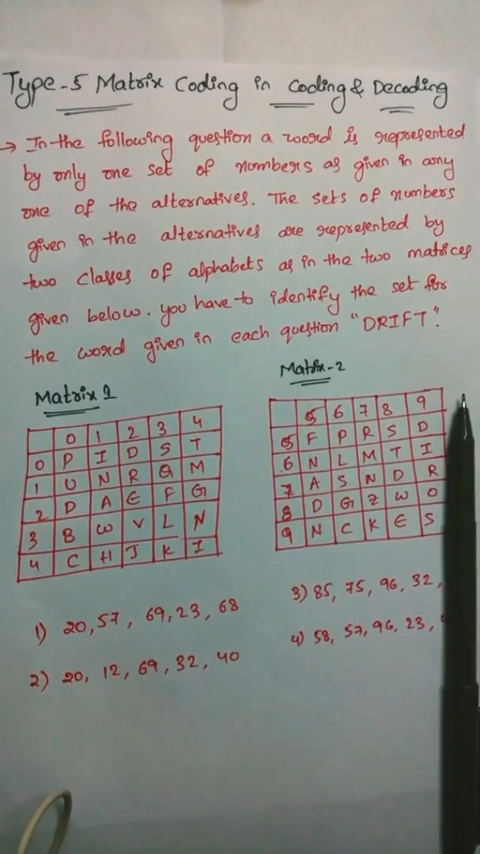 Type-5 Matrix Coding in Coding & Decoding
→ In the following question a word is represented
by only one set of numbers as given in any
one of the alternatives. The sets of numbers
given in the alternatives are represented by
two classes of alphabets as in the two matrices
given below. you have to identify the set for
the word given in each question "DRIFT".
Matrix 1
0 1 2 3 4
0 P I D S T
1 U N R Q M
2 D A E F G
3 B W V L N
4 C H J K I
Matrix-2
5 6 7 8 9
5 F P R S D
6 N L M T I
7 A S N D R
8 D G Z W O
9 N C K E S
1) 20, 57, 69, 23, 68
2) 20, 12, 69, 32, 40
3) 85, 75, 96, 32,
4) 58, 57, 96, 23,